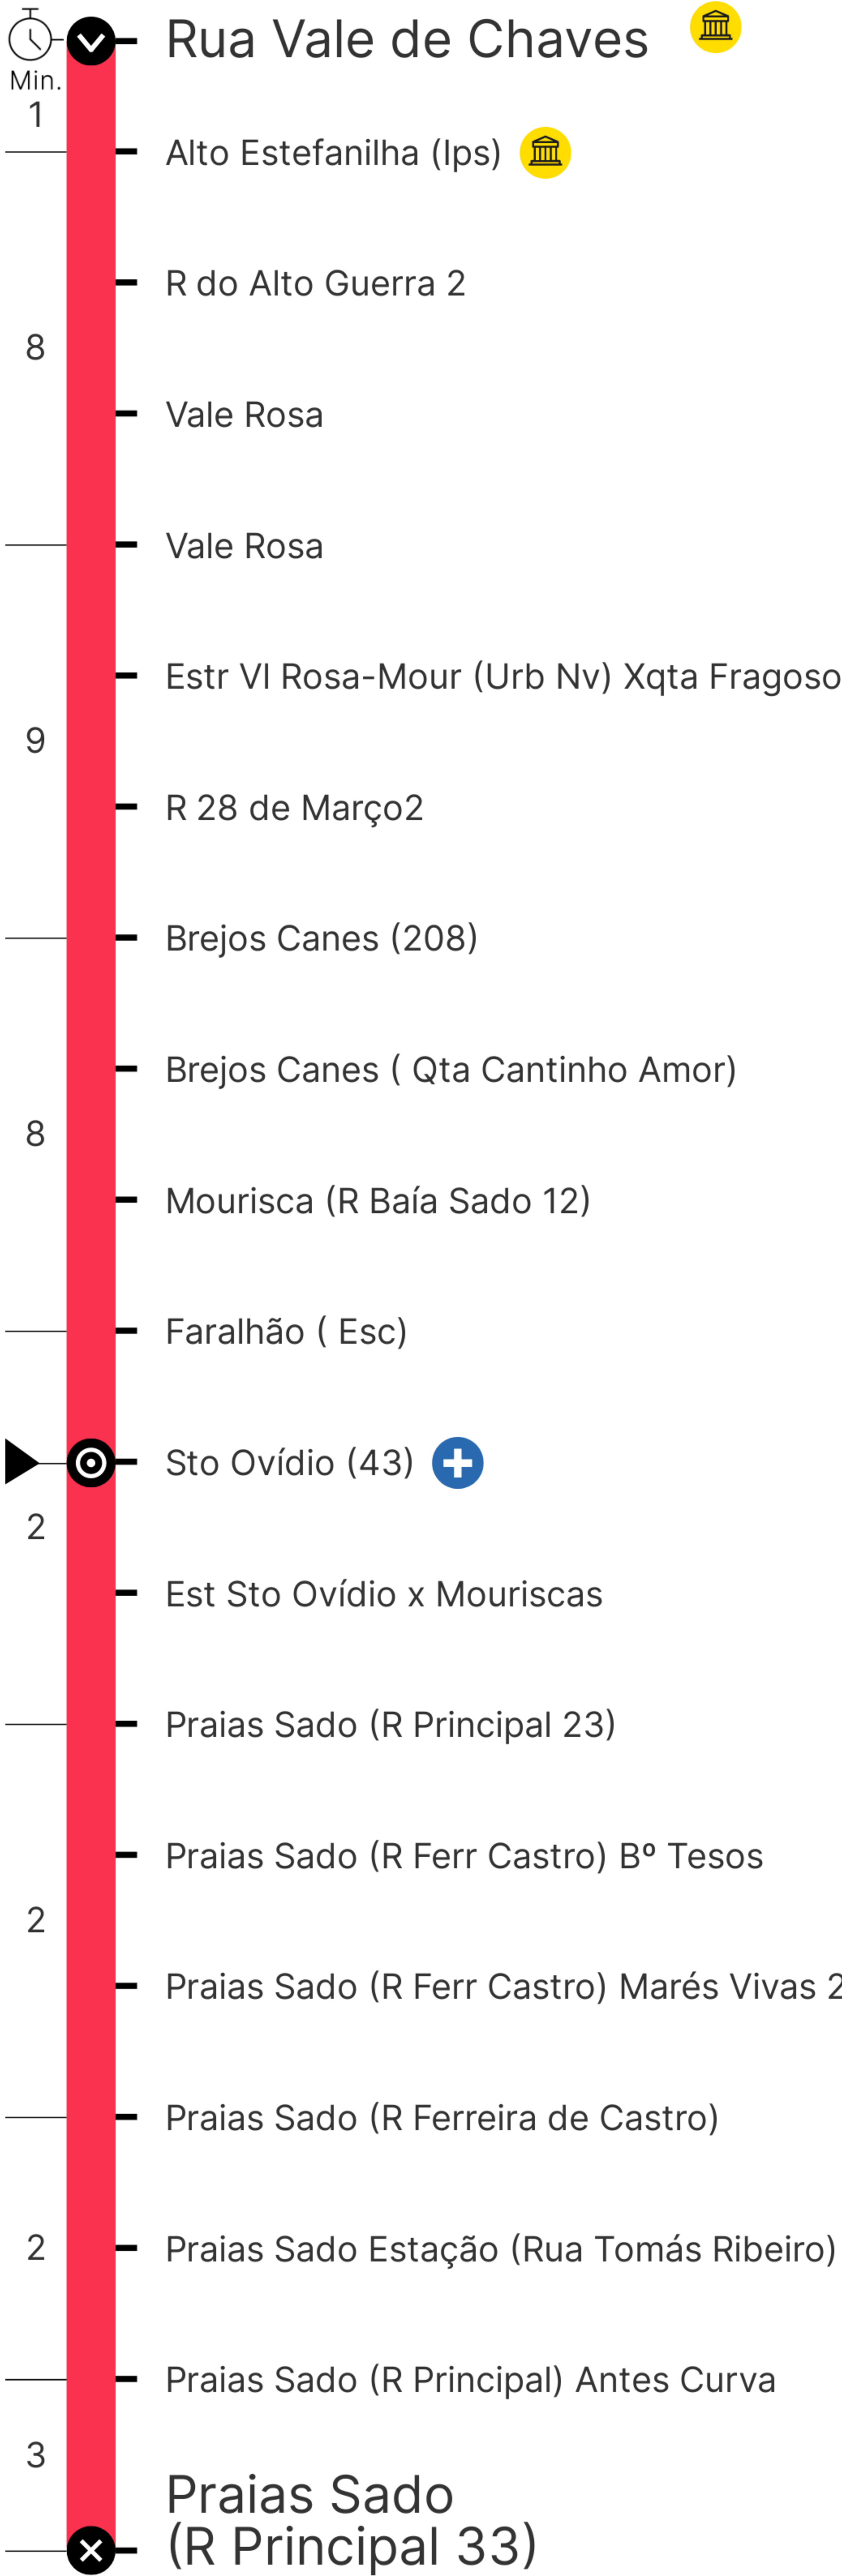 Rua Vale de Chaves
Min.
1
Alto Estefanilha (Ips)
R do Alto Guerra 2
8
Vale Rosa
Vale Rosa
Estr Vl Rosa-Mour (Urb Nv) Xqta Fragoso
9
R 28 de Março2
Brejos Canes (208)
Brejos Canes ( Qta Cantinho Amor)
8
Mourisca (R Baía Sado 12)
Faralhão ( Esc)
Sto Ovídio (43)
2
Est Sto Ovídio x Mouriscas
Praias Sado (R Principal 23)
Praias Sado (R Ferr Castro) Bº Tesos
2
Praias Sado (R Ferr Castro) Marés Vivas 2
Praias Sado (R Ferreira de Castro)
2
Praias Sado Estação (Rua Tomás Ribeiro)
Praias Sado (R Principal) Antes Curva
3
Praias Sado
(R Principal 33)